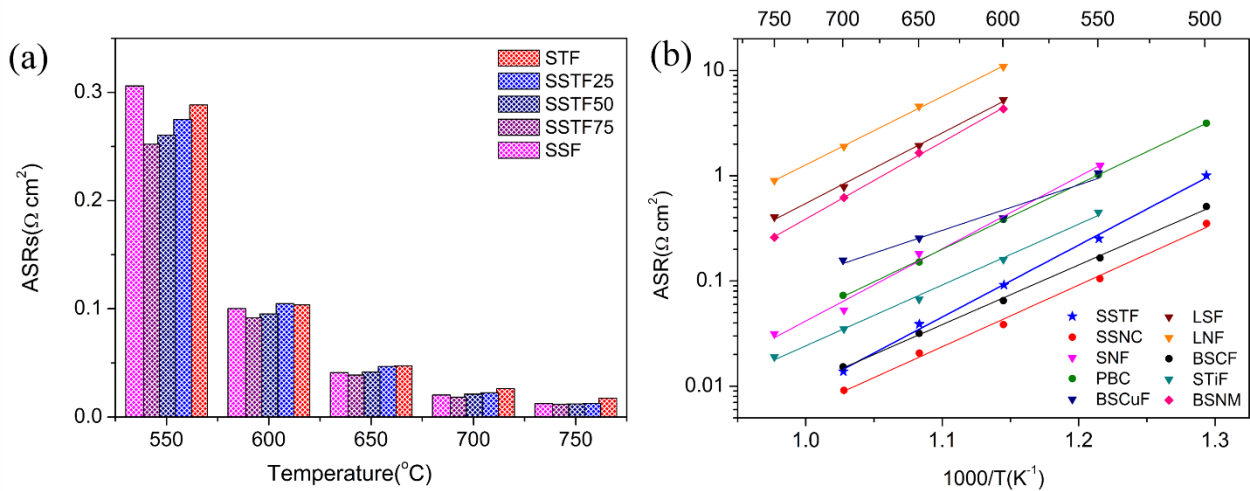 (a)
ASRs(Ω cm²)
0.3
0.2
0.1
0.0
STF
SSTF25
SSTF50
SSTF75
SSF
550 600 650 700 750
Temperature(°C)
(b)
750 700 650 600 550 500
ASR(Ω cm²)
10
1
0.1
0.01
SSTF LSF
SSNC LNF
SNF BSCF
PBC STiF
BSCuF BSNM
1.0 1.1 1.2 1.3
1000/T(K⁻¹)